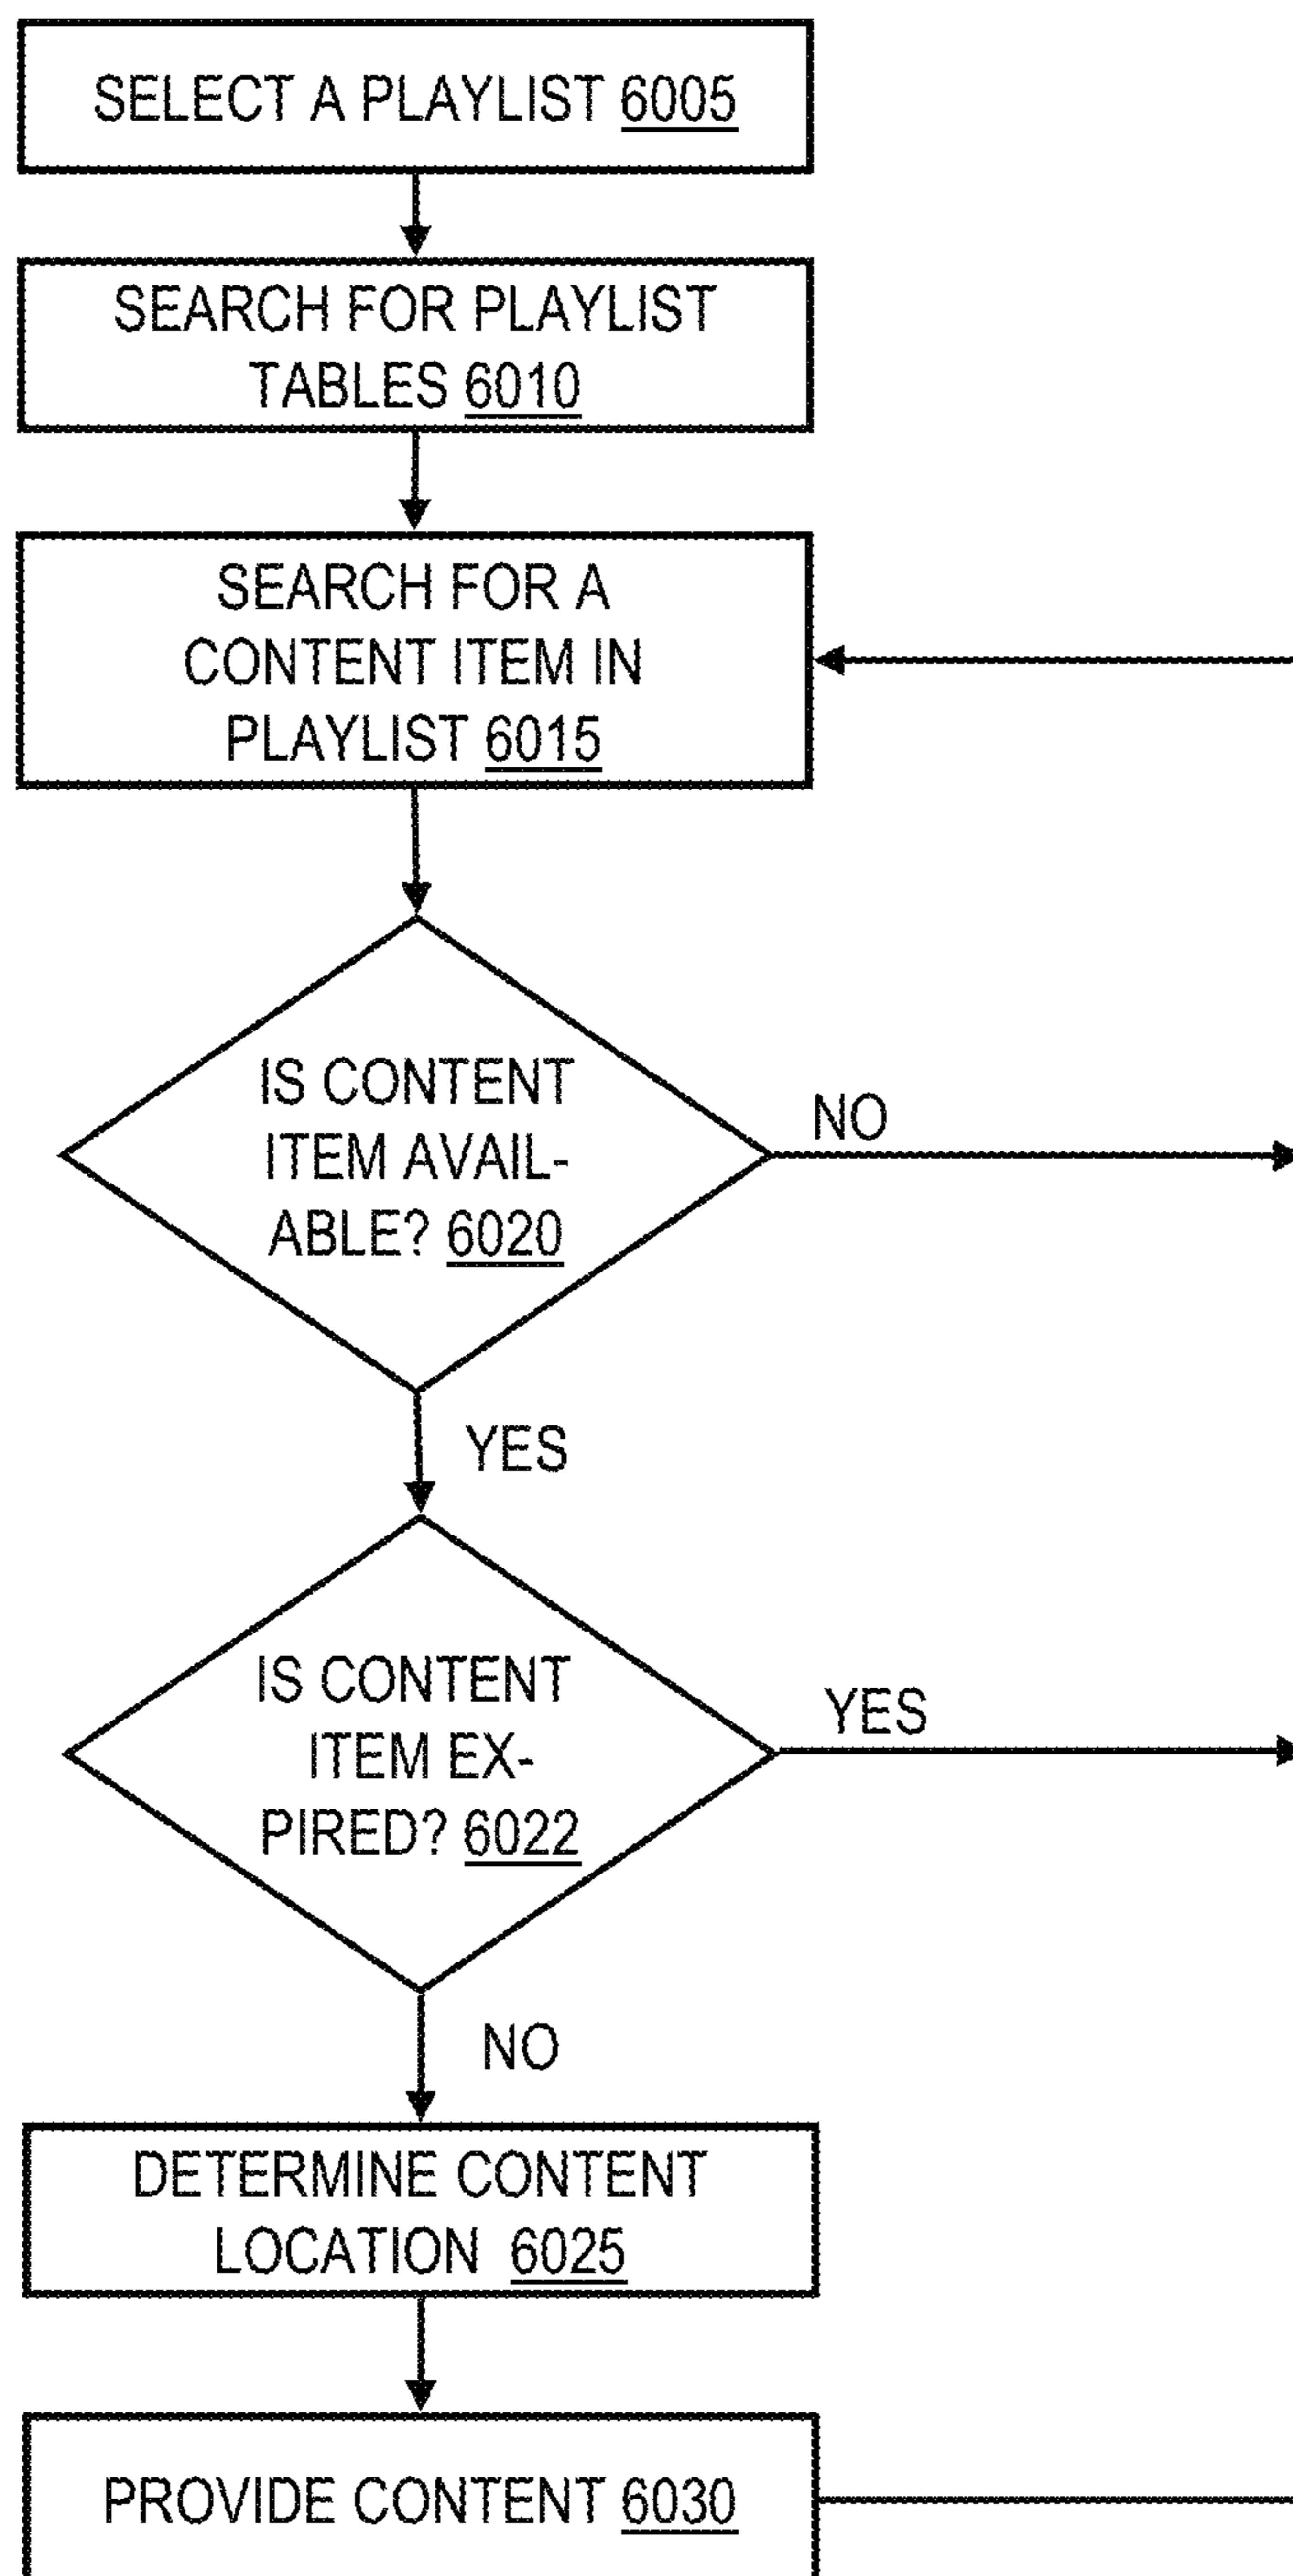 SELECT A PLAYLIST 6005
SEARCH FOR PLAYLIST
TABLES 6010
SEARCH FOR A
CONTENT ITEM IN
PLAYLIST 6015
IS CONTENT
ITEM AVAIL-
ABLE? 6020
NO
YES
IS CONTENT
ITEM EX-
PIRED? 6022
YES
NO
DETERMINE CONTENT
LOCATION 6025
PROVIDE CONTENT 6030